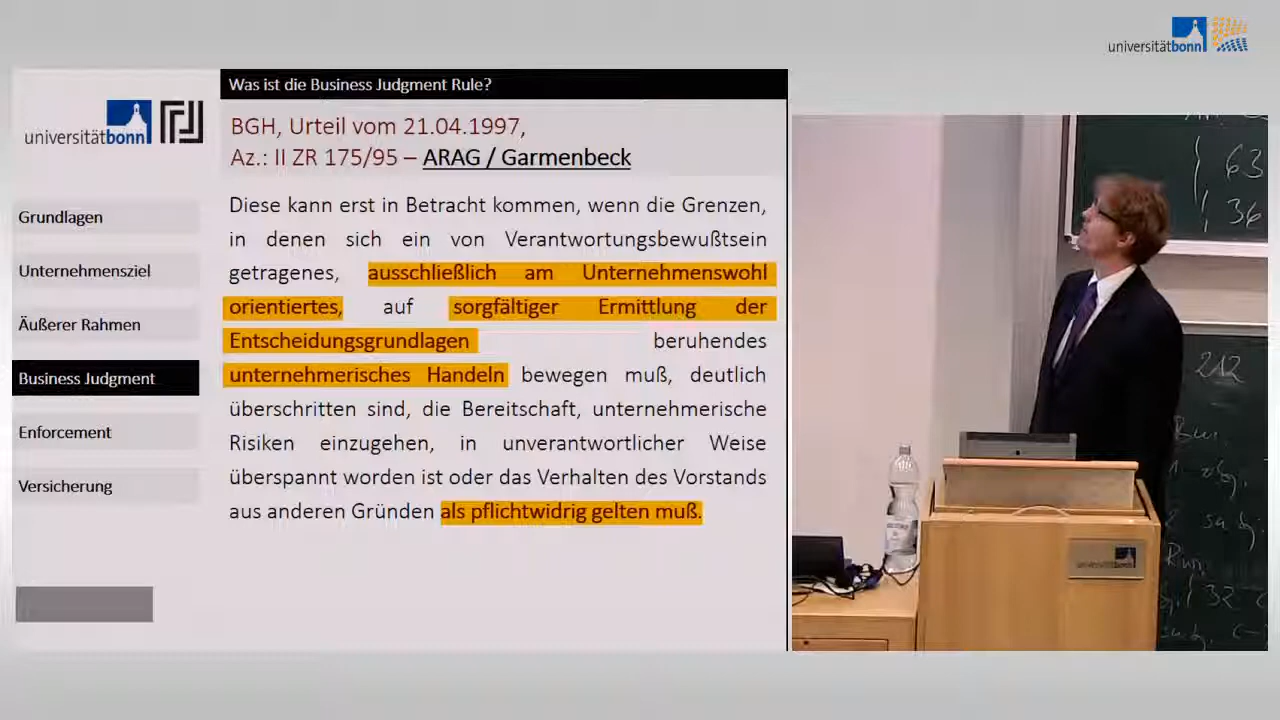 universitätbonn
Was ist die Business Judgment Rule?
universitätbonn
BGH, Urteil vom 21.04.1997,
Az.: II ZR 175/95 – ARAG / Garmenbeck
Grundlagen
Unternehmensziel
Äußerer Rahmen
Business Judgment
Enforcement
Versicherung
Diese kann erst in Betracht kommen, wenn die Grenzen,
in denen sich ein von Verantwortungsbewußtsein
getragenes, ausschließlich am Unternehmenswohl
orientiertes, auf sorgfältiger Ermittlung der
Entscheidungsgrundlagen beruhendes
unternehmerisches Handeln bewegen muß, deutlich
überschritten sind, die Bereitschaft, unternehmerische
Risiken einzugehen, in unverantwortlicher Weise
überspannt worden ist oder das Verhalten des Vorstands
aus anderen Gründen als pflichtwidrig gelten muß.
63
36
212
universitätbonn
32